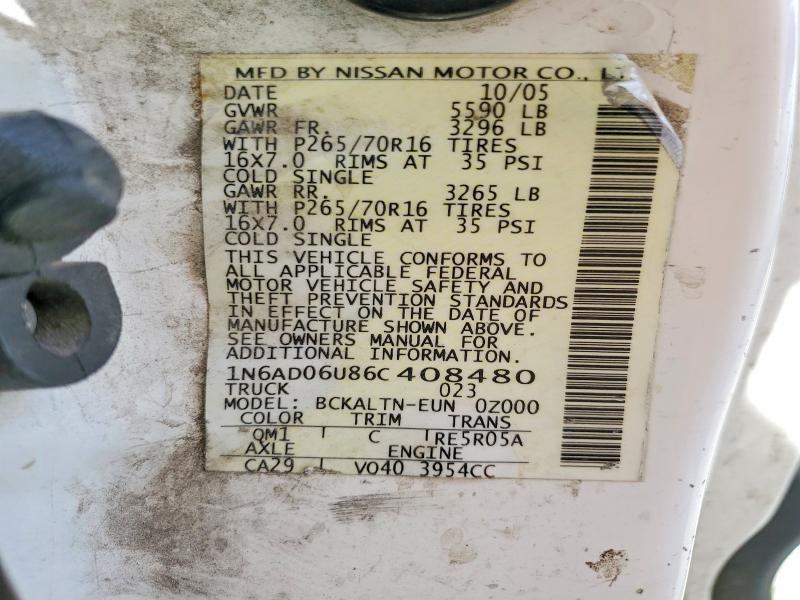 MFD BY NISSAN MOTOR CO.,
DATE 10/05
GVWR 5590 LB
GAWR FR. 3296 LB
WITH P265/70R16 TIRES
16X7.0 RIMS AT 35 PSI
COLD SINGLE
GAWR RR. 3265 LB
WITH P265/70R16 TIRES
16X7.0 RIMS AT 35 PSI
COLD SINGLE
THIS VEHICLE CONFORMS TO
ALL APPLICABLE FEDERAL
MOTOR VEHICLE SAFETY AND
THEFT PREVENTION STANDARDS
IN EFFECT ON THE DATE OF
MANUFACTURE SHOWN ABOVE.
SEE OWNERS MANUAL FOR
ADDITIONAL INFORMATION.
1N6AD06U86C408480
TRUCK 023
MODEL: BCKALTN-EUN 0Z000
COLOR TRIM TRANS
QM1 C RE5R05A
AXLE ENGINE
CA29 VQ40 3954CC